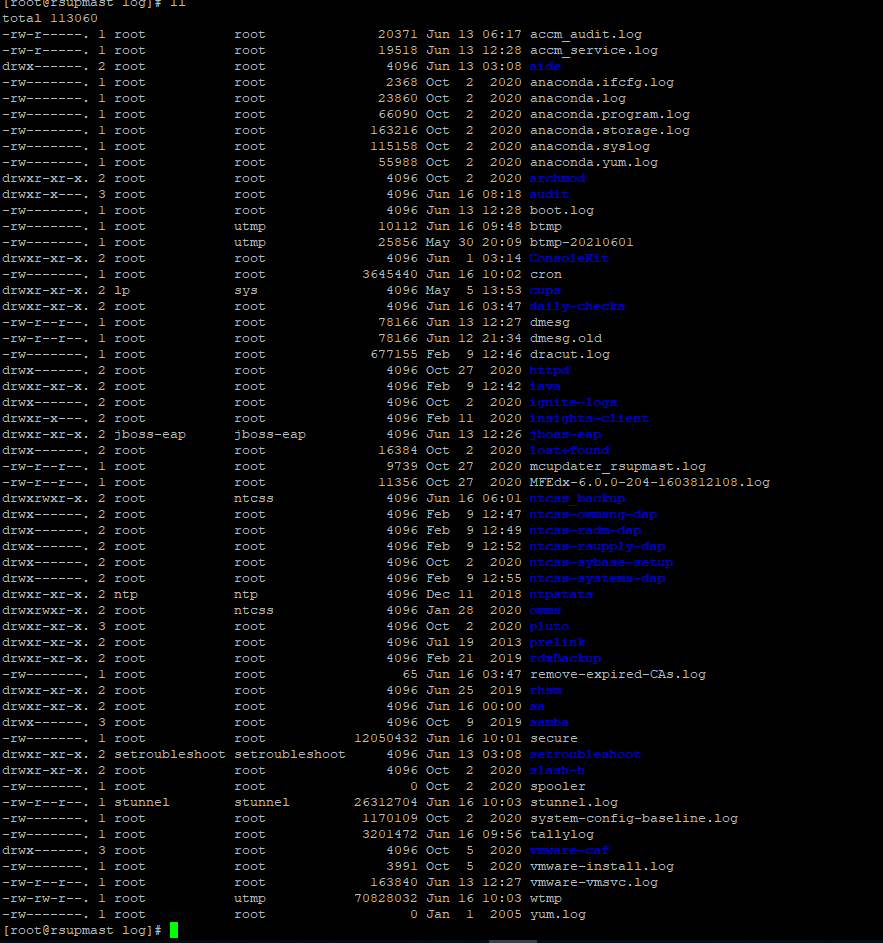 [root@rsupmast log]# ll
total 113060
-rw-r-----. 1 root root 20371 Jun 13 06:17 accm_audit.log
-rw-------. 1 root root 19518 Jun 13 12:28 accm_service.log
drwx------. 2 root root 4096 Jun 13 03:08 aide
-rw-------. 1 root root 2368 Oct 2 2020 anaconda.ifcfg.log
-rw-------. 1 root root 23860 Oct 2 2020 anaconda.log
-rw-------. 1 root root 66090 Oct 2 2020 anaconda.program.log
-rw-------. 1 root root 163216 Oct 2 2020 anaconda.storage.log
-rw-------. 1 root root 115158 Oct 2 2020 anaconda.syslog
-rw-------. 1 root root 55988 Oct 2 2020 anaconda.yum.log
drwxr-xr-x. 2 root root 4096 Oct 2 2020 archmod
drwxr-x---. 3 root root 4096 Jun 16 08:18 audit
-rw-------. 1 root root 4096 Jun 13 12:28 boot.log
-rw-------. 1 root utmp 10112 Jun 16 09:48 btmp
-rw-------. 1 root utmp 25856 May 30 20:09 btmp-20210601
drwxr-xr-x. 2 root root 4096 Jun 1 03:14 ConsoleKit
-rw-------. 1 root root 3645440 Jun 16 10:02 cron
drwxr-xr-x. 2 lp sys 4096 May 5 13:53 cups
drwxr-xr-x. 2 root root 4096 Jun 16 03:47 daily-checks
-rw-r--r--. 1 root root 78166 Jun 13 12:27 dmesg
-rw-r--r--. 1 root root 78166 Jun 12 21:34 dmesg.old
-rw-r--r--. 1 root root 677155 Feb 9 12:46 dracut.log
drwx------. 2 root root 4096 Oct 27 2020 httpd
drwxr-xr-x. 2 root root 4096 Feb 9 12:42 java
drwx------. 2 root root 4096 Oct 2 2020 ignite-logs
drwxr-x---. 2 root root 4096 Feb 11 2020 insights-client
drwxr-xr-x. 2 jboss-eap jboss-eap 4096 Jun 13 12:26 jboss-eap
drwx------. 2 root root 16384 Oct 2 2020 lost+found
-rw-r--r--. 1 root root 9739 Oct 27 2020 mcupdater_rsupmast.log
-rw-r--r--. 1 root root 11356 Oct 27 2020 MFEdx-6.0.0-204-1603812108.log
drwxrwxr-x. 2 root ntcss 4096 Jun 16 06:01 ntcss_backup
drwx------. 2 root root 4096 Feb 9 12:47 ntcss-ommsng-dap
drwx------. 2 root root 4096 Feb 9 12:49 ntcss-radm-dap
drwx------. 2 root root 4096 Feb 9 12:52 ntcss-rsupply-dap
drwx------. 2 root root 4096 Oct 2 2020 ntcss-sybase-setup
drwx------. 2 root root 4096 Feb 9 12:55 ntcss-systems-dap
drwxr-xr-x. 2 ntp ntp 4096 Dec 11 2018 ntpstats
drwxrwxr-x. 2 root ntcss 4096 Jan 28 2020 omms
drwxr-xr-x. 3 root root 4096 Oct 2 2020 pluto
drwxr-xr-x. 2 root root 4096 Jul 19 2013 prelink
drwxr-xr-x. 2 root root 4096 Feb 21 2019 rdxBackup
-rw-------. 1 root root 65 Jun 16 03:47 remove-expired-CAs.log
drwxr-xr-x. 2 root root 4096 Jun 25 2019 rhsm
drwxr-xr-x. 2 root root 4096 Jun 16 00:00 sa
drwx------. 3 root root 4096 Oct 9 2019 samba
-rw-------. 1 root root 12050432 Jun 16 10:01 secure
drwxr-xr-x. 2 setroubleshoot setroubleshoot 4096 Jun 13 03:08 setroubleshoot
drwxr-xr-x. 2 root root 4096 Oct 2 2020 slash-h
-rw-------. 1 root root 0 Oct 2 2020 spooler
-rw-r--r--. 1 stunnel stunnel 26312704 Jun 16 10:03 stunnel.log
-rw-------. 1 root root 1170109 Oct 2 2020 system-config-baseline.log
-rw-------. 1 root root 3201472 Jun 16 09:56 tallylog
drwx------. 3 root root 4096 Oct 5 2020 vmware-caf
-rw-------. 1 root root 3991 Oct 5 2020 vmware-install.log
-rw-r--r--. 1 root root 163840 Jun 13 12:27 vmware-vmsvc.log
-rw-rw-r--. 1 root utmp 70828032 Jun 16 10:03 wtmp
-rw-------. 1 root root 0 Jan 1 2005 yum.log
[root@rsupmast log]#